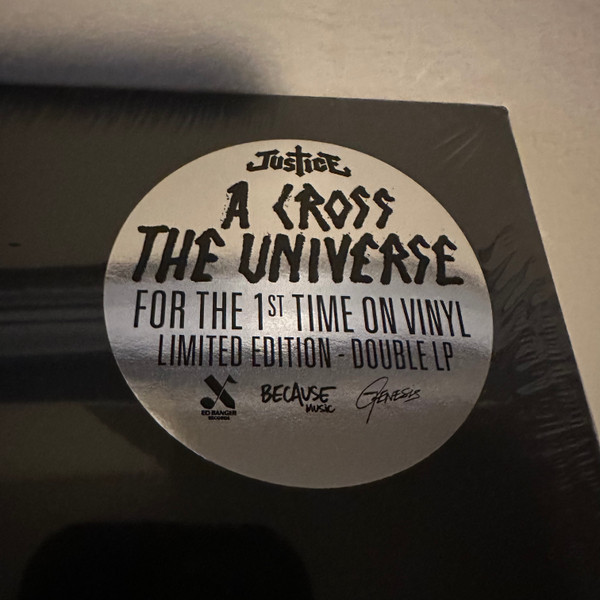 JUSTICE
A CROSS
THE UNIVERSE
FOR THE 1ST TIME ON VINYL
LIMITED EDITION - DOUBLE LP
ED BANGER
RECORDS
BECAUSE
MUSIC
GENESIS